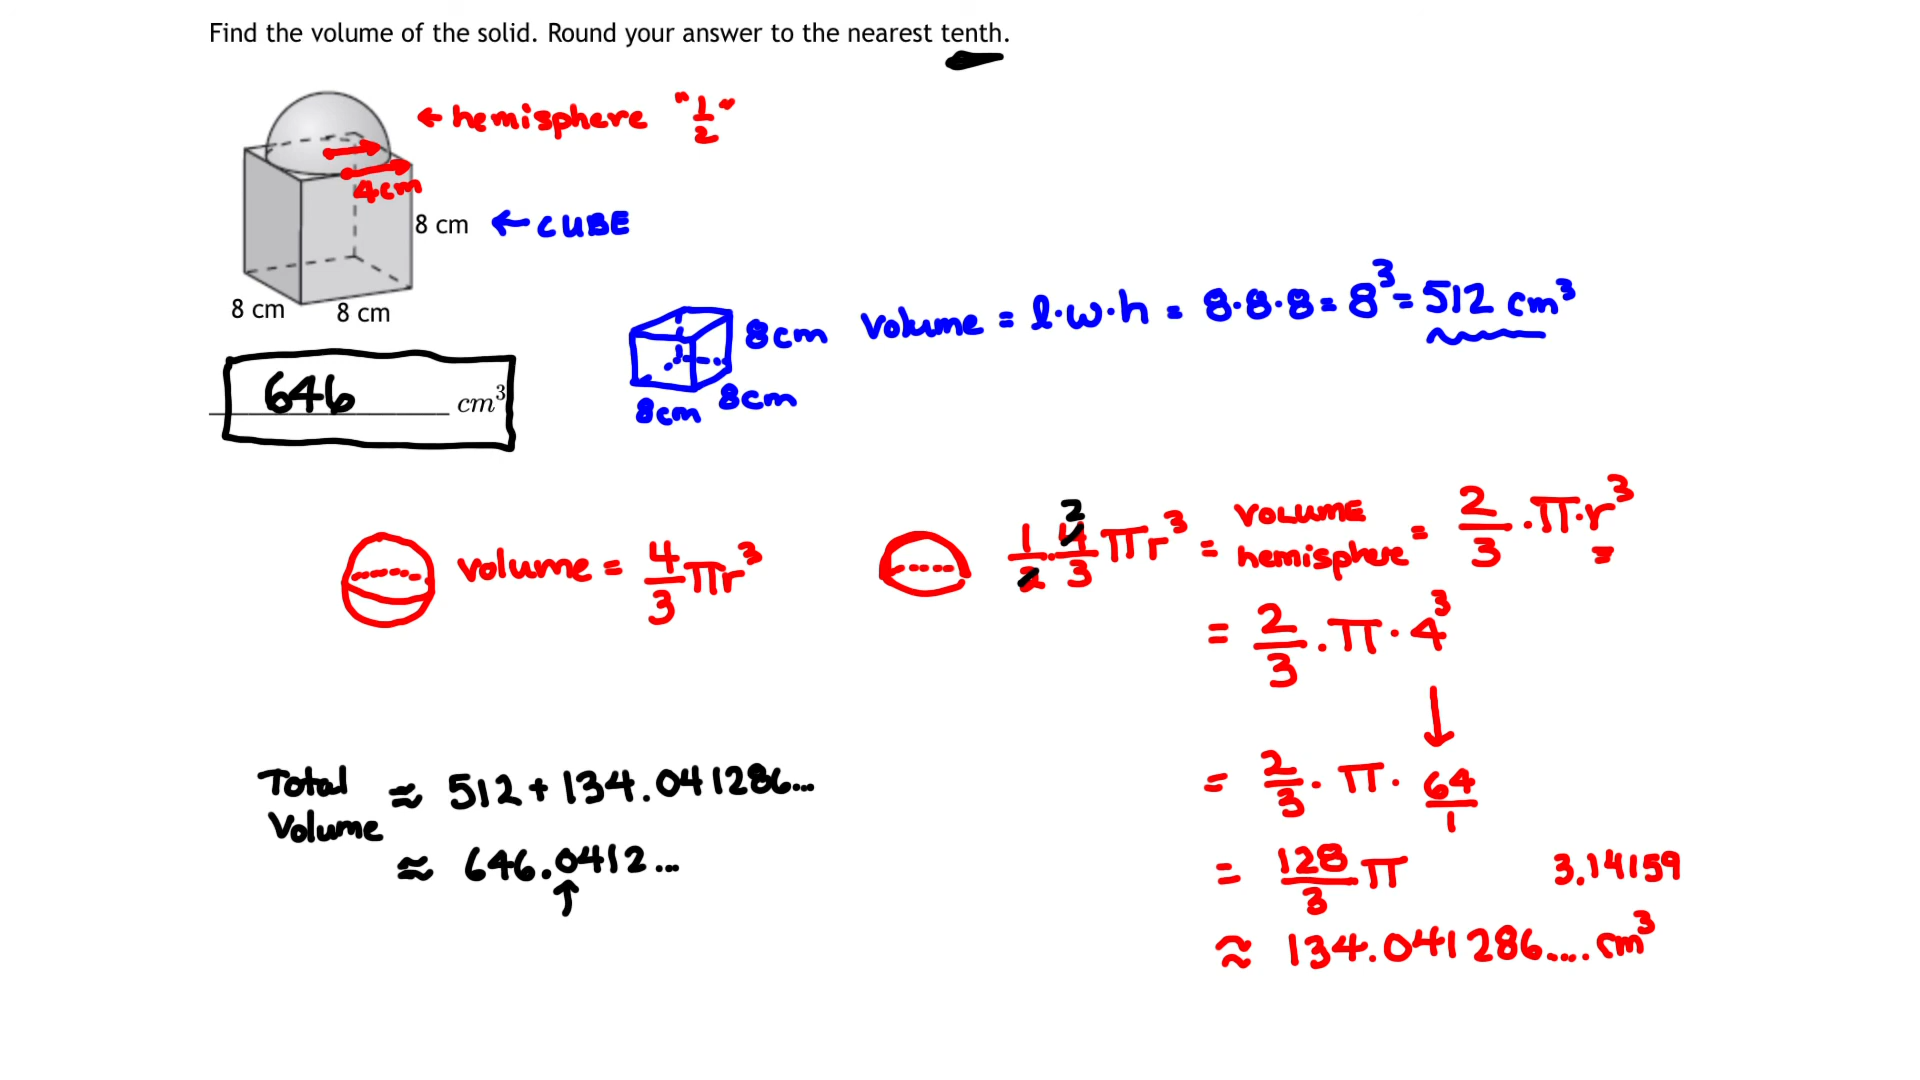 Find the volume of the solid. Round your answer to the nearest tenth.
← hemisphere "1/2"
4cm
8 cm ← CUBE
8 cm 8 cm
8cm
8cm 8cm
Volume = l·w·h = 8·8·8 = 8³ = 512 cm³
646 cm³
volume = 4/3 πr³
1/2 · 4/3 πr³ = VOLUME hemisphere = 2/3 · π · r³
2
= 2/3 · π · 4³
↓
= 2/3 · π · 64/1
= 128/3 π 3.14159
≈ 134.041286.... cm³
Total Volume ≈ 512 + 134.041286...
≈ 646.0412...
↑